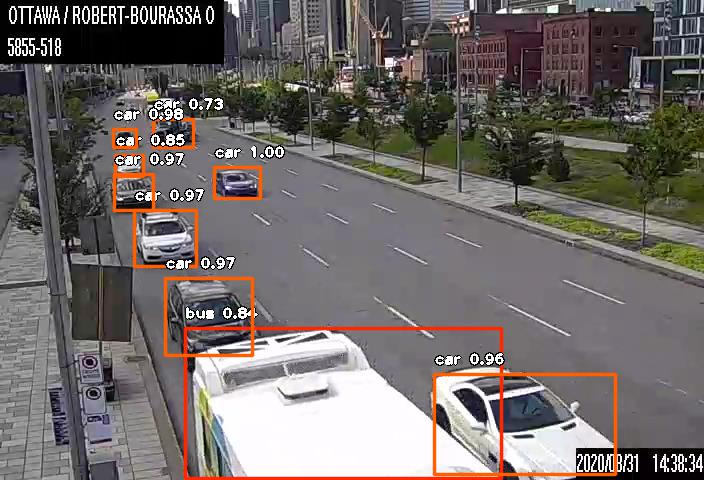 OTTAWA / ROBERT-BOURASSA O
5855-518
car 0.73
car 0.98
car 0.85
car 0.97
car 1.00
car 0.97
car 0.97
bus 0.84
car 0.96
2020/08/31 14:38:34